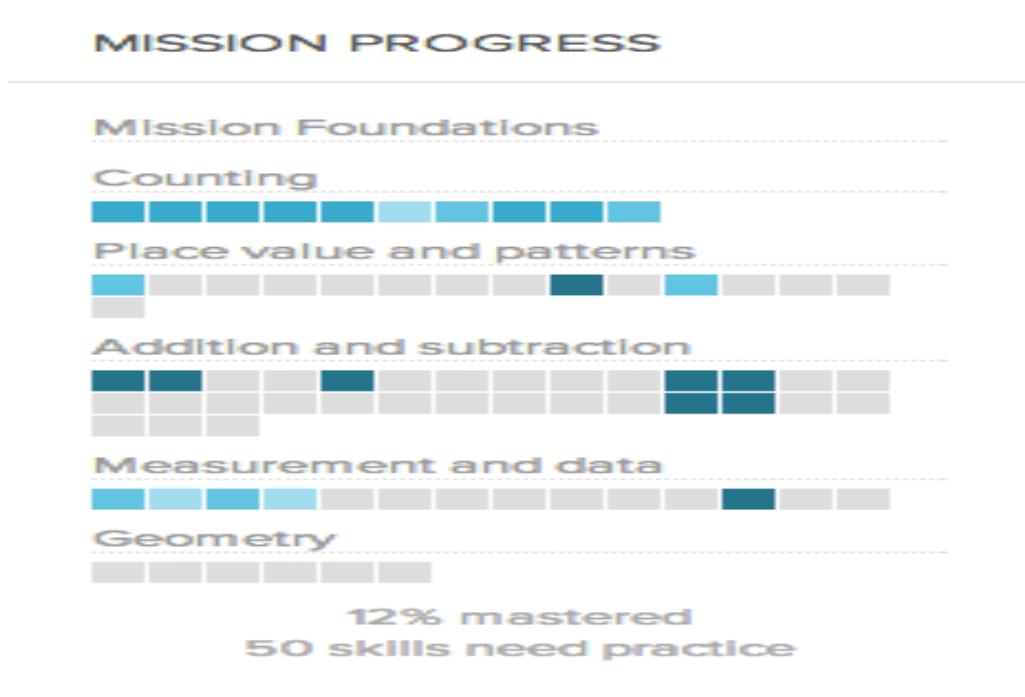 MISSION PROGRESS
Mission Foundations
Counting
Place value and patterns
Addition and subtraction
Measurement and data
Geometry
12% mastered
50 skills need practice